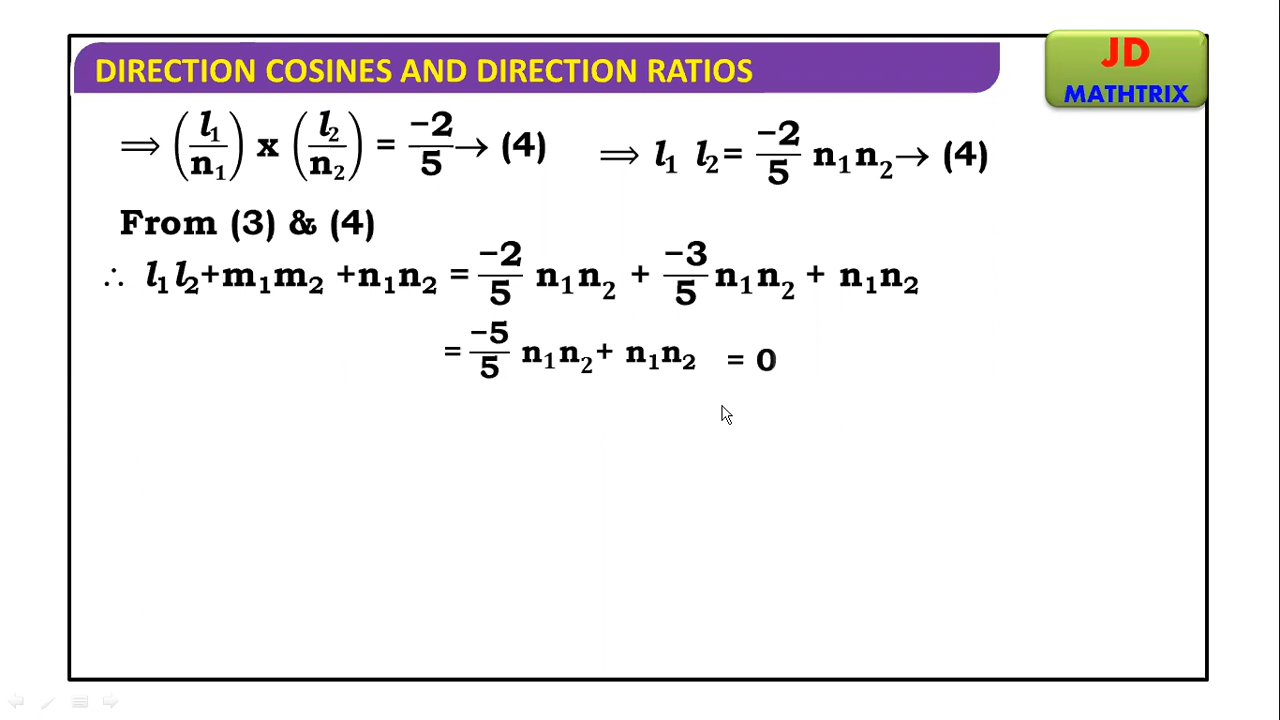 DIRECTION COSINES AND DIRECTION RATIOS
JD
MATHTRIX
⟹ (l₁/n₁) x (l₂/n₂) = −2/5 → (4)
⟹ l₁ l₂= −2/5 n₁n₂ → (4)
From (3) & (4)
∴ l₁l₂+m₁m₂ +n₁n₂ = −2/5 n₁n₂ + −3/5 n₁n₂ + n₁n₂
= −5/5 n₁n₂+ n₁n₂ = 0